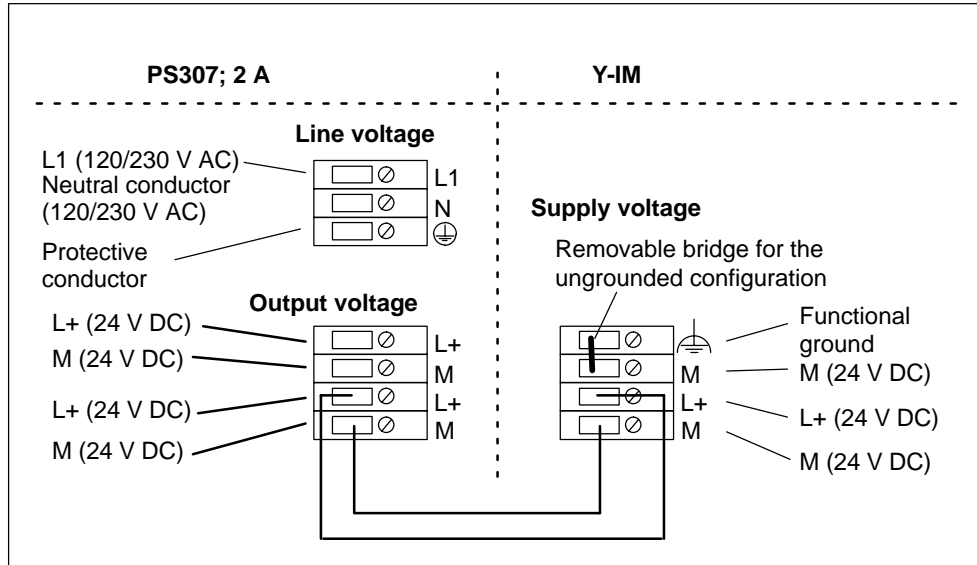 PS307; 2 A
Y-IM
Line voltage
L1 (120/230 V AC)
Neutral conductor
(120/230 V AC)
Protective
conductor
L1
N
Output voltage
L+ (24 V DC)
M (24 V DC)
L+ (24 V DC)
M (24 V DC)
L+
M
L+
M
Supply voltage
Removable bridge for the
ungrounded configuration
M
L+
M
Functional
ground
M (24 V DC)
L+ (24 V DC)
M (24 V DC)